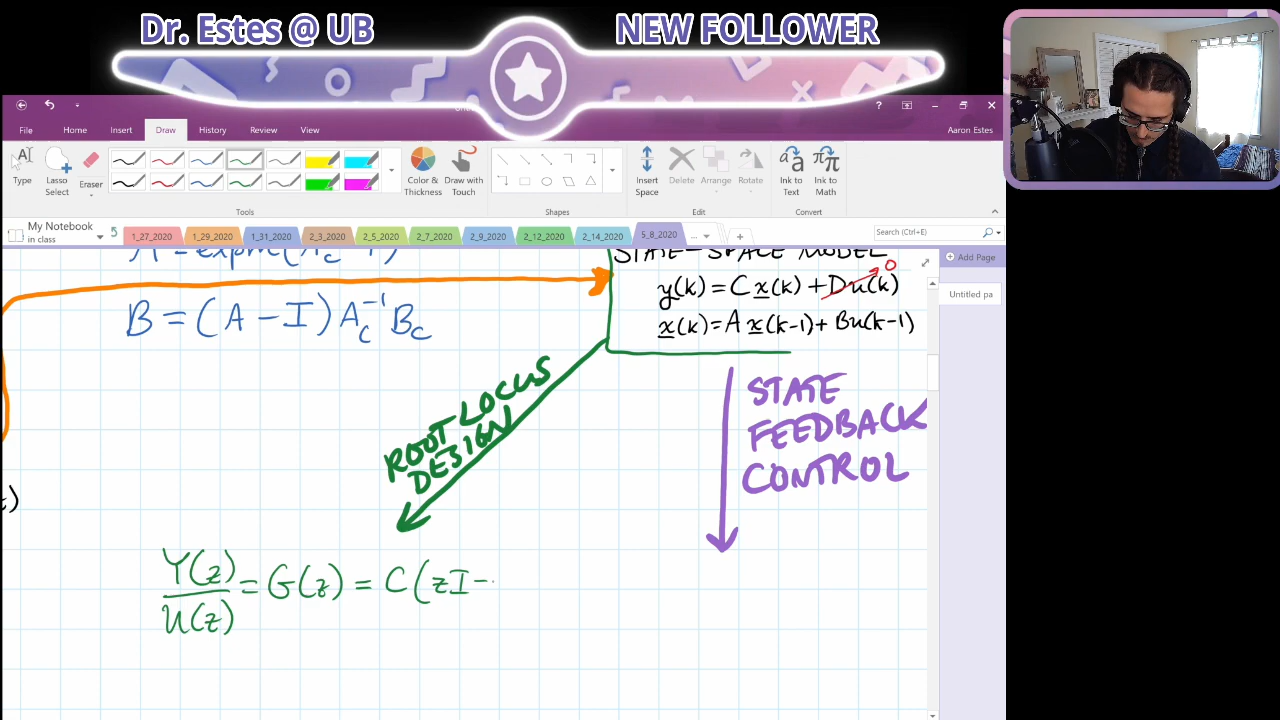 Dr. Estes @ UB NEW FOLLOWER
File Home Insert Draw History Review View Aaron Estes
Type Lasso Select Eraser Color & Thickness Draw with Touch Insert Space Delete Arrange Rotate Ink to Text Ink to Math
Tools Shapes Edit Convert
My Notebook in class 1_27_2020 1_29_2020 1_31_2020 2_3_2020 2_5_2020 2_7_2020 2_9_2020 2_12_2020 2_14_2020 5_8_2020 ... Search (Ctrl+E)
Add Page
Untitled pa
STATE-SPACE MODEL
y(k) = C x(k) + Du(k) 0
x(k) = A x(k-1) + Bu(k-1)
B = (A - I) A_c^{-1} B_c
ROOT LOCUS
DESIGN
STATE
FEEDBACK
CONTROL
Y(z)/U(z) = G(z) = C(zI-